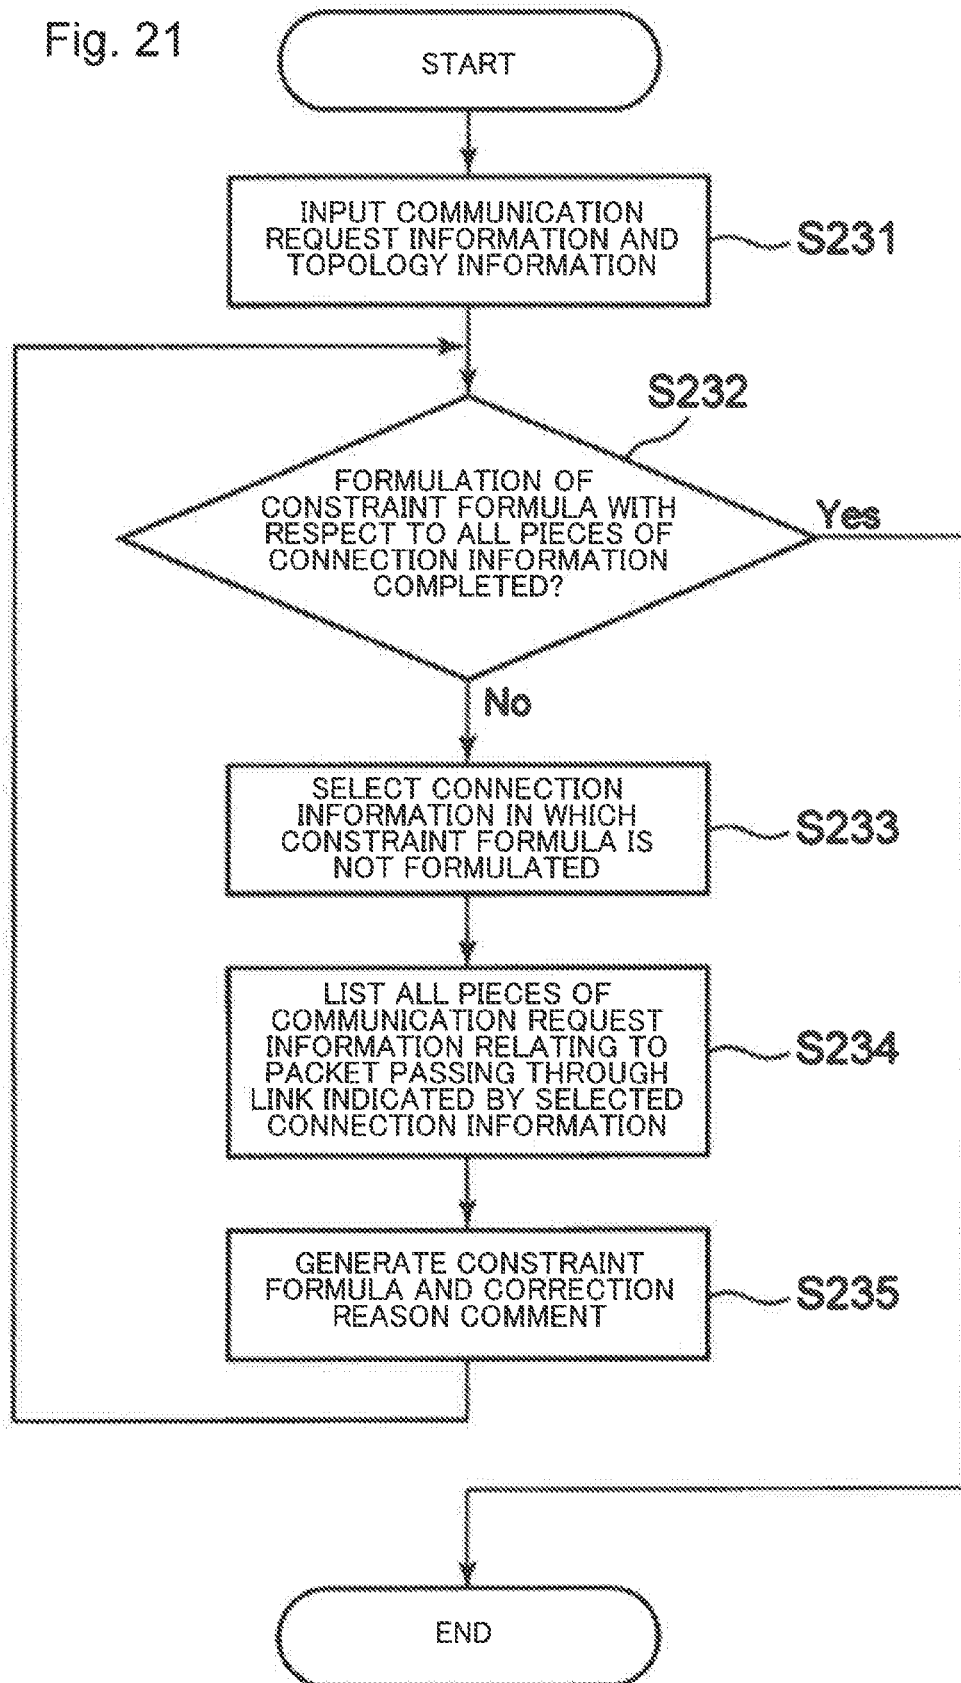 Fig. 21
START
INPUT COMMUNICATION
REQUEST INFORMATION AND
TOPOLOGY INFORMATION
S231
S232
FORMULATION OF
CONSTRAINT FORMULA WITH
RESPECT TO ALL PIECES OF
CONNECTION INFORMATION
COMPLETED?
Yes
No
SELECT CONNECTION
INFORMATION IN WHICH
CONSTRAINT FORMULA IS
NOT FORMULATED
S233
LIST ALL PIECES OF
COMMUNICATION REQUEST
INFORMATION RELATING TO
PACKET PASSING THROUGH
LINK INDICATED BY SELECTED
CONNECTION INFORMATION
S234
GENERATE CONSTRAINT
FORMULA AND CORRECTION
REASON COMMENT
S235
END